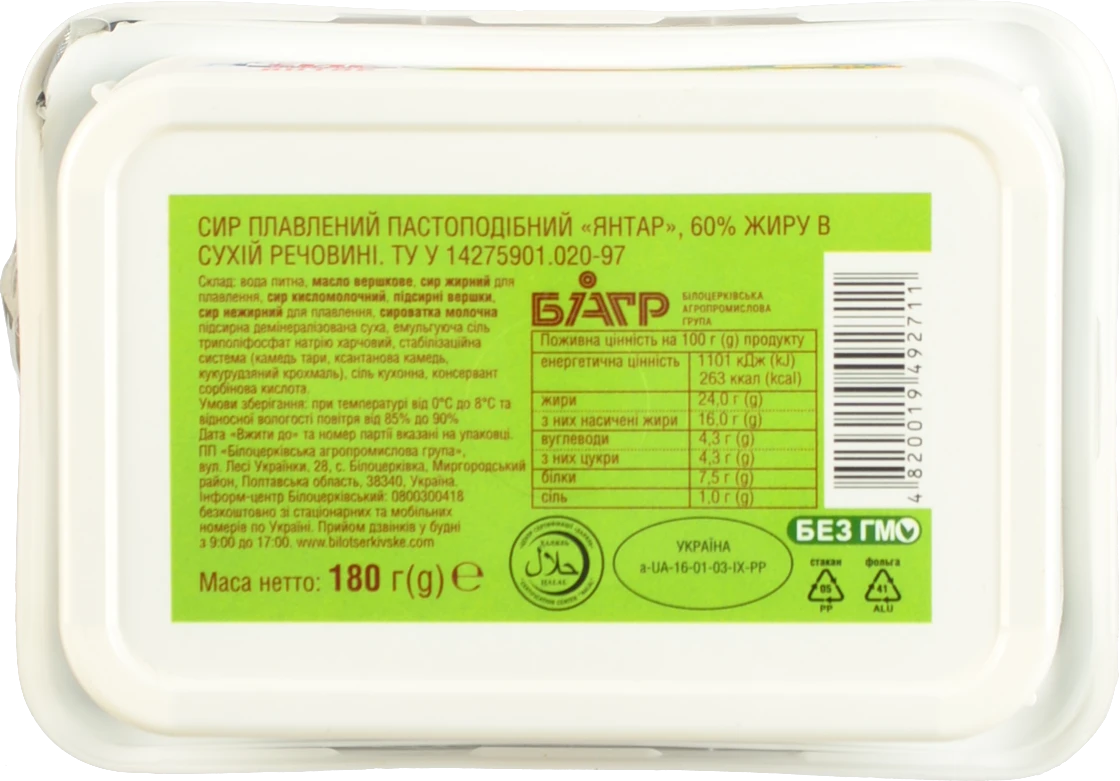 СИР ПЛАВЛЕНИЙ ПАСТОПОДІБНИЙ «ЯНТАР», 60% ЖИРУ В
СУХІЙ РЕЧОВИНІ. ТУ У 14275901.020-97
Склад: вода питна, масло вершкове, сир жирний для
плавлення, сир кисломолочний, підсирні вершки,
сир нежирний для плавлення, сироватка молочна
підсирна демінералізована суха, емульгуюча сіль
триполіфосфат натрію харчовий, стабілізаційна
система (камедь тари, ксантанова камедь,
кукурудзяний крохмаль), сіль кухонна, консервант
сорбінова кислота.
Умови зберігання: при температурі від 0°С до 8°С та
відносної вологості повітря від 85% до 90%
Дата «Вжити до» та номер партії вказані на упаковці.
ПП «Білоцерківська агропромислова група»,
вул. Лесі Українки, 28, с. Білоцерківка, Миргородський
район, Полтавська область, 38340, Україна.
Інформ-центр Білоцерківський: 0800300418
безкоштовно зі стаціонарних та мобільних
номерів по Україні. Прийом дзвінків у будні
з 9:00 до 17:00. www.bilotserkivske.com
Маса нетто: 180 г(g) ℮
БІАГР
БІЛОЦЕРКІВСЬКА
АГРОПРОМИСЛОВА
ГРУПА
Поживна цінність на 100 г (g) продукту
енергетична цінність 1101 кДж (kJ)
263 ккал (kcal)
жири 24,0 г (g)
з них насичені жири 16,0 г (g)
вуглеводи 4,3 г (g)
з них цукри 4,3 г (g)
білки 7,5 г (g)
сіль 1,0 г (g)
4 820019 492711
ХАЛЯЛЬ
حلال
HALAL
УКРАЇНА
a-UA-16-01-03-IX-PP
БЕЗ ГМО
стакан фольга
05 41
PP ALU